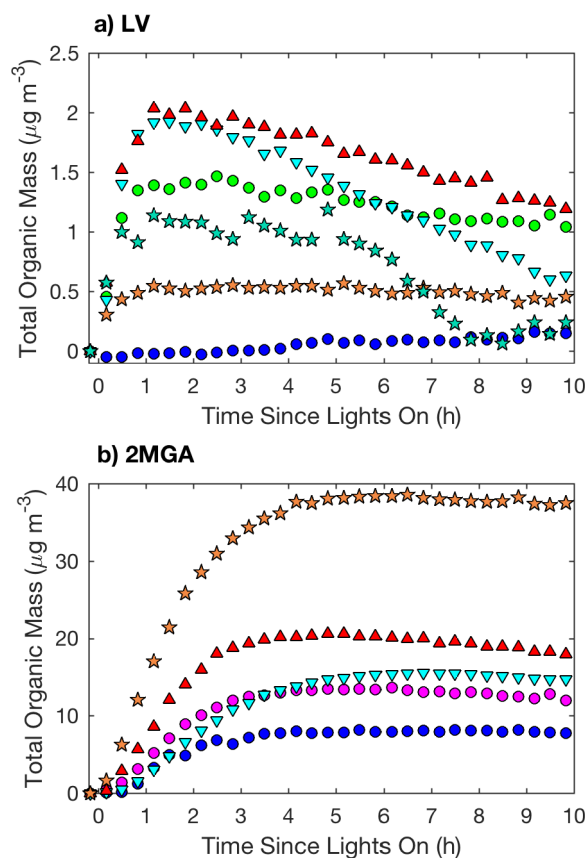 a) LV
2.5
2
1.5
1
0.5
0
Total Organic Mass (μg m⁻³)
0 1 2 3 4 5 6 7 8 9 10
Time Since Lights On (h)
b) 2MGA
40
30
20
10
0
Total Organic Mass (μg m⁻³)
0 1 2 3 4 5 6 7 8 9 10
Time Since Lights On (h)